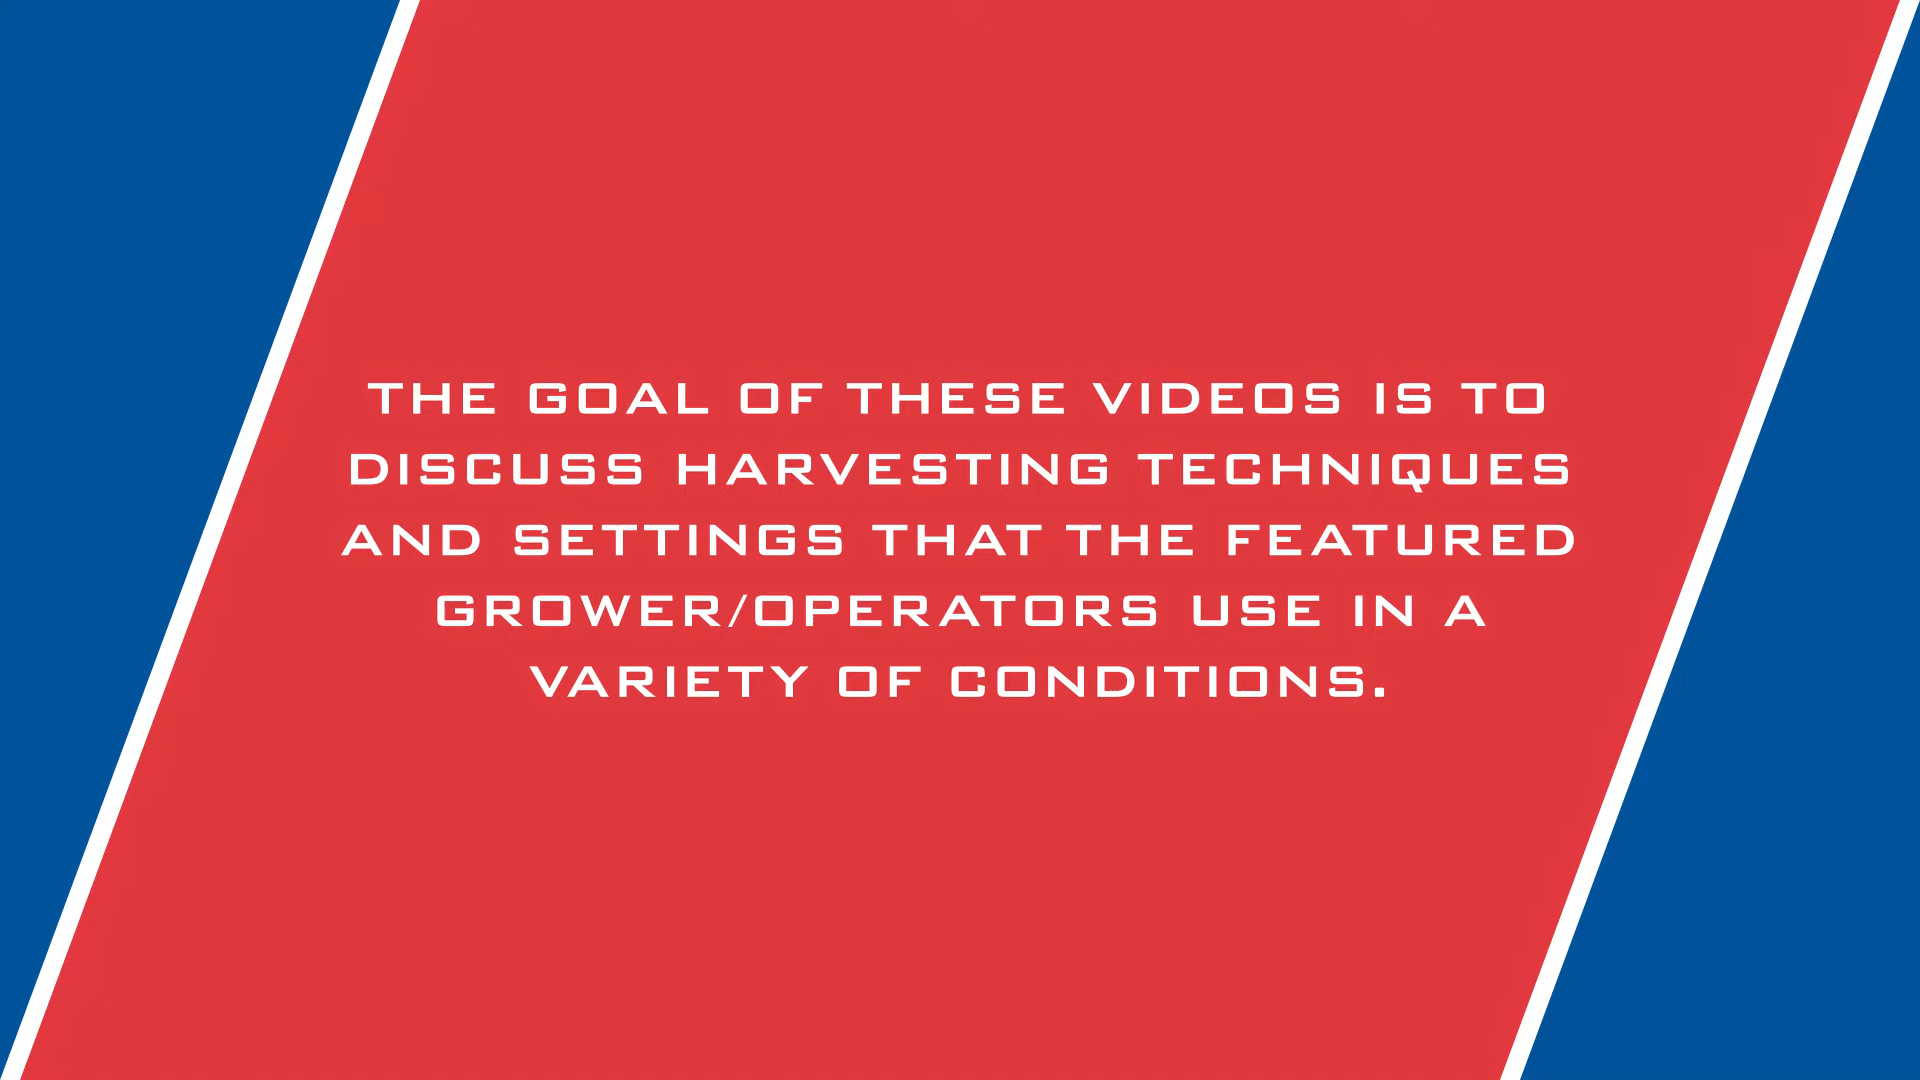 THE GOAL OF THESE VIDEOS IS TO
DISCUSS HARVESTING TECHNIQUES
AND SETTINGS THAT THE FEATURED
GROWER/OPERATORS USE IN A
VARIETY OF CONDITIONS.